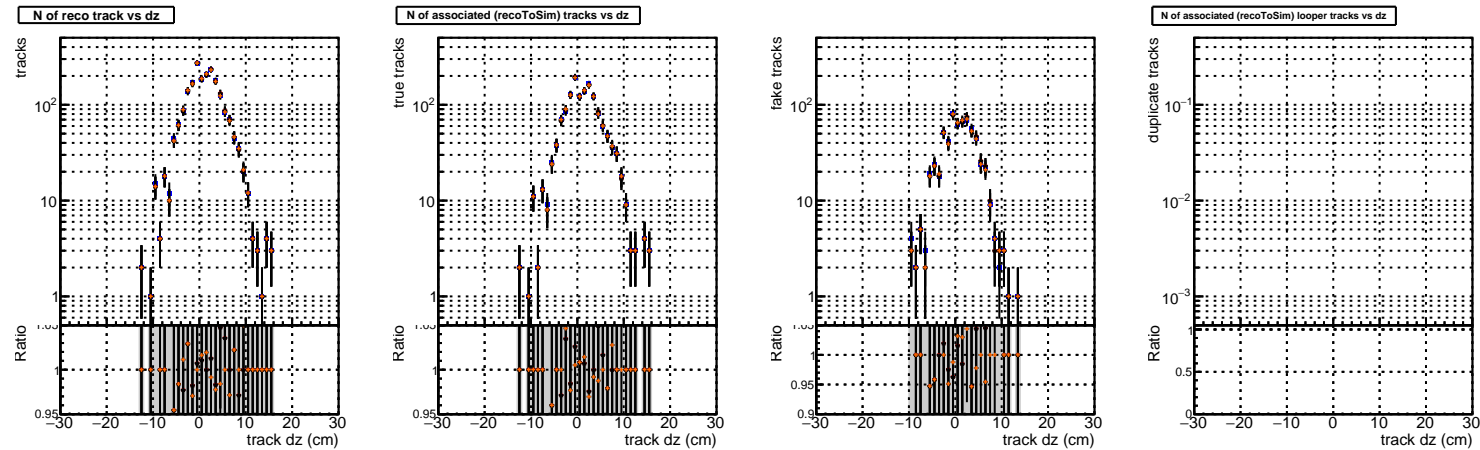 N of reco track vs dz
tracks
10²
10
1
Ratio
1
0.95
−30 −20 −10 0 10 20 30
track dz (cm)
N of associated (recoToSim) tracks vs dz
true tracks
10²
10
1
Ratio
1
0.95
−30 −20 −10 0 10 20 30
track dz (cm)
fake tracks
10²
10
1
Ratio
1
0.95
0.9
−30 −20 −10 0 10 20 30
track dz (cm)
N of associated (recoToSim) looper tracks vs dz
duplicate tracks
10⁻¹
10⁻²
10⁻³
Ratio
1
0.5
0
−30 −20 −10 0 10 20 30
track dz (cm)